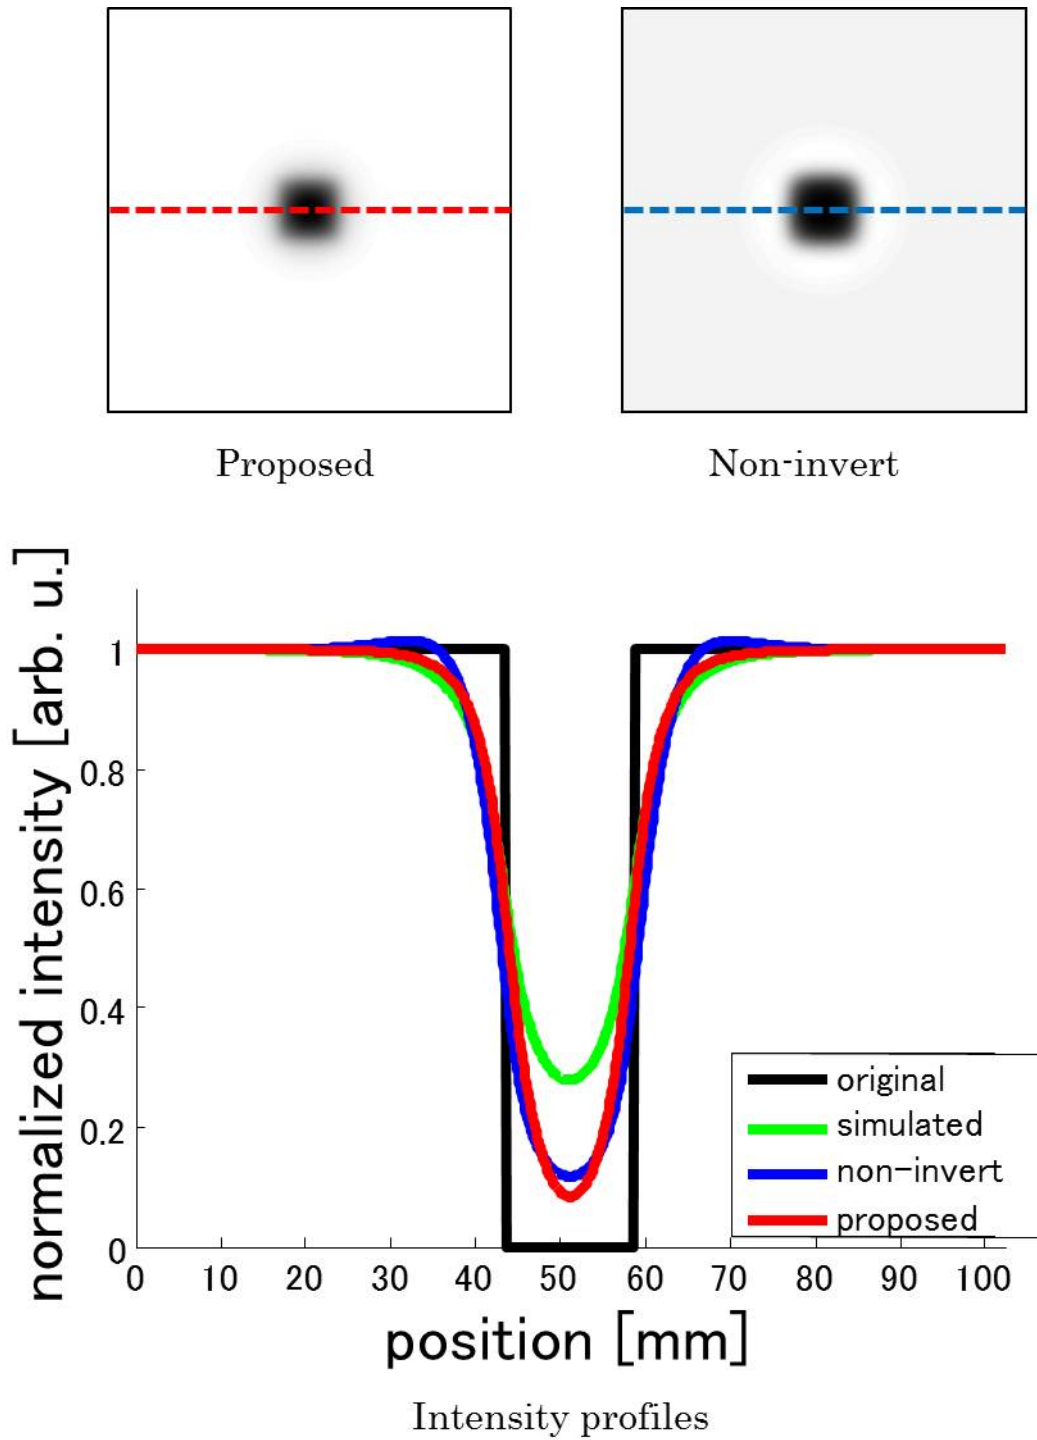 Proposed
Non-invert
normalized intensity [arb. u.]
1
0.8
0.6
0.4
0.2
0
0 10 20 30 40 50 60 70 80 90 100
position [mm]
original
simulated
non-invert
proposed
Intensity profiles